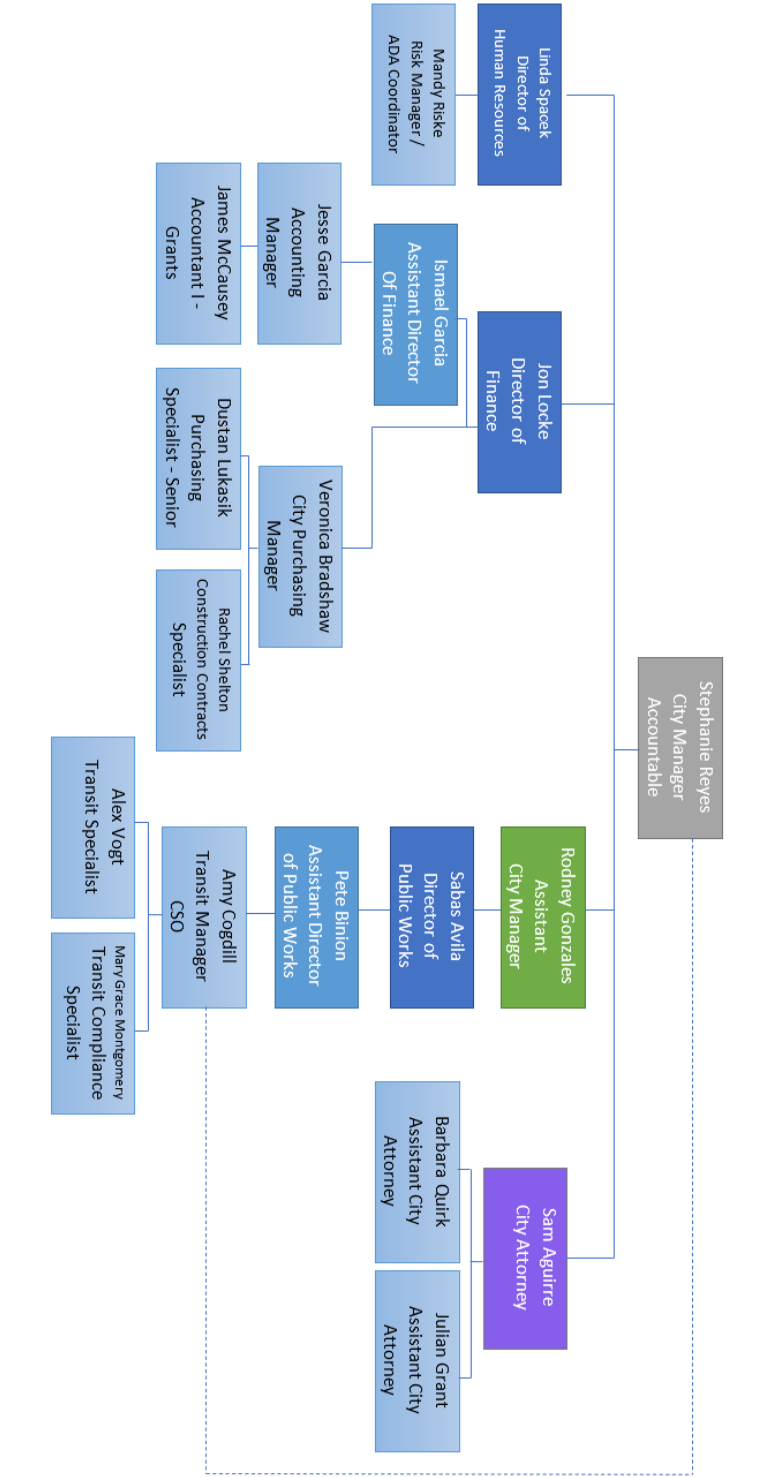 Stephanie Reyes
City Manager
Accountable
Linda Spacek
Director of
Human Resources
Mandy Riske
Risk Manager /
ADA Coordinator
Jon Locke
Director of
Finance
Ismael Garcia
Assistant Director
Of Finance
Jesse Garcia
Accounting
Manager
James McCausey
Accountant I -
Grants
Veronica Bradshaw
City Purchasing
Manager
Dustan Lukasik
Purchasing
Specialist - Senior
Rachel Shelton
Construction Contracts
Specialist
Rodney Gonzales
Assistant
City Manager
Sabas Avila
Director of
Public Works
Pete Binion
Assistant Director
of Public Works
Amy Cogdill
Transit Manager
CSO
Alex Vogt
Transit Specialist
Mary Grace Montgomery
Transit Compliance
Specialist
Sam Aguirre
City Attorney
Barbara Quirk
Assistant City
Attorney
Julian Grant
Assistant City
Attorney